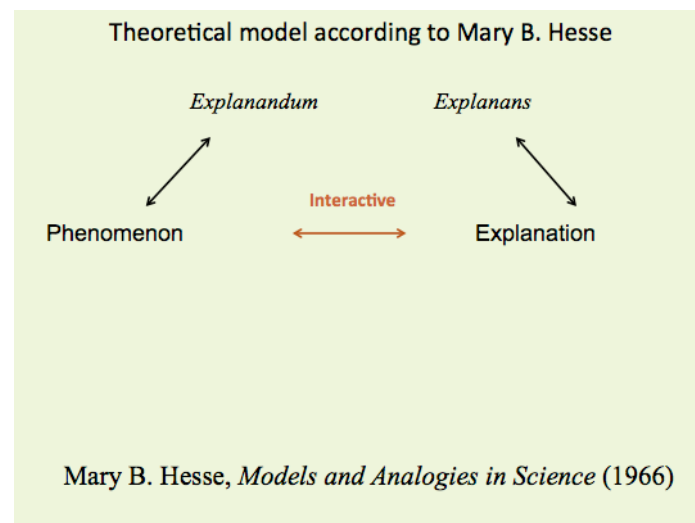 Theoretical model according to Mary B. Hesse
Explanandum Explanans
Interactive
Phenomenon Explanation
Mary B. Hesse, Models and Analogies in Science (1966)